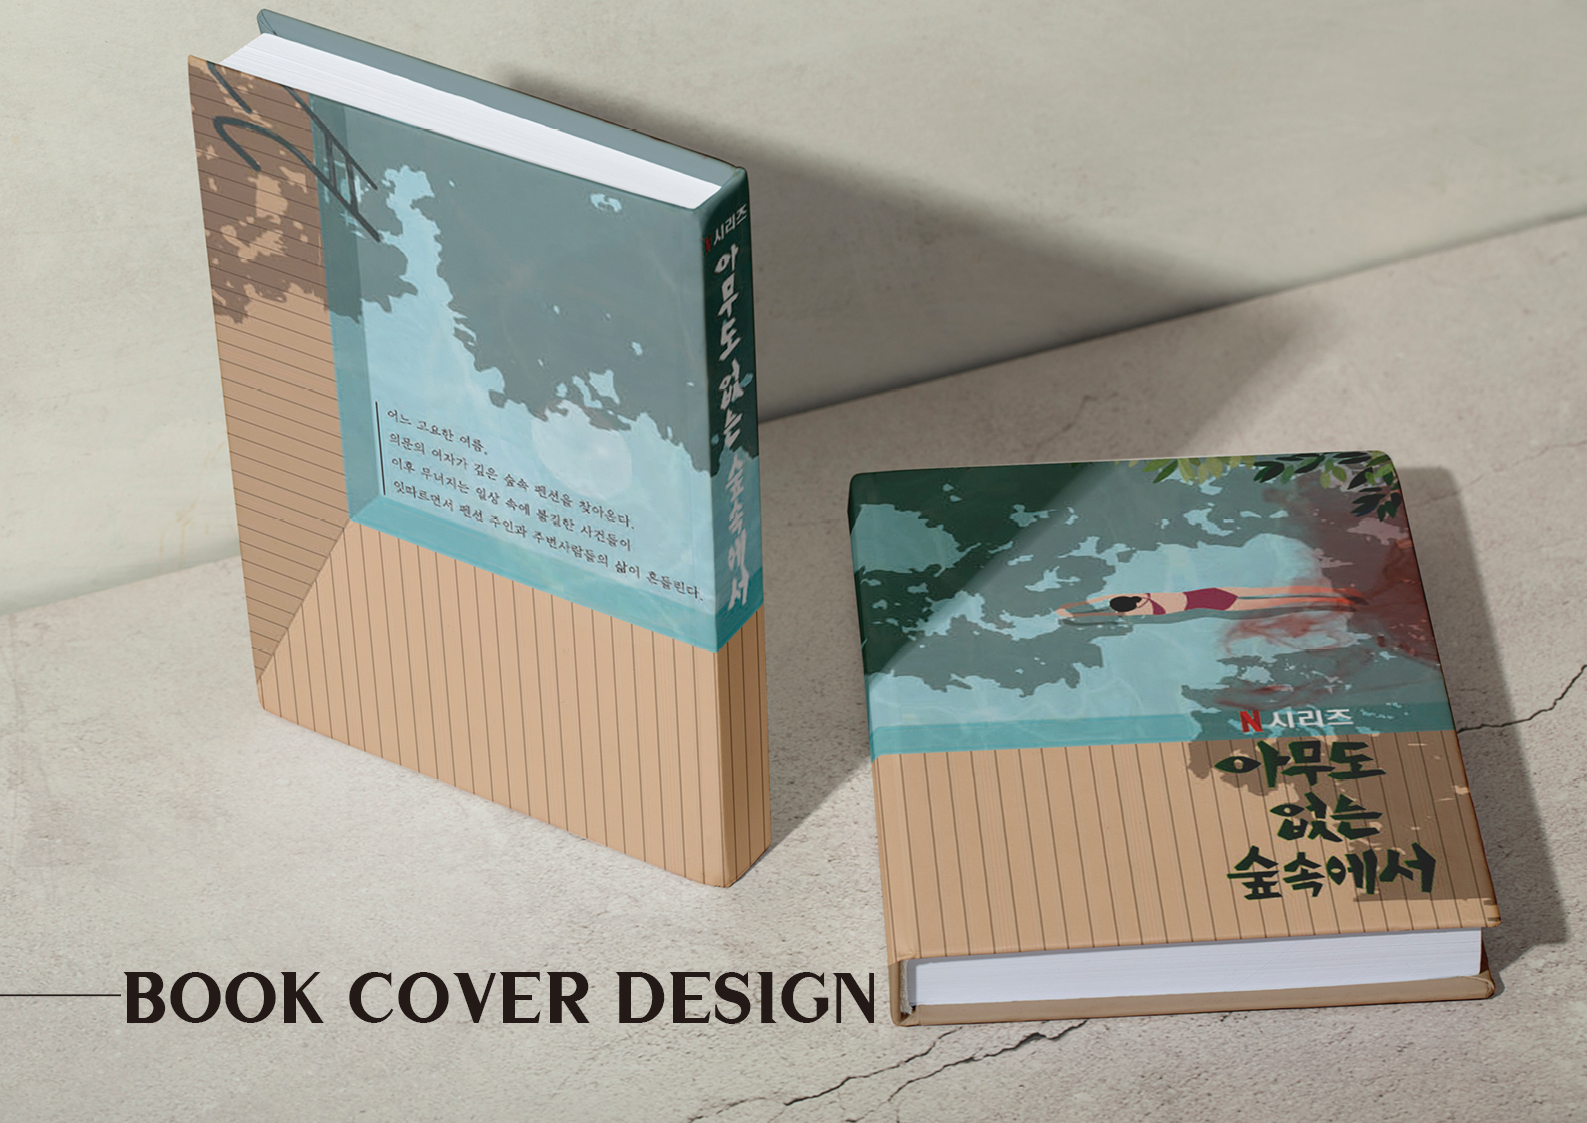 N시리즈
아무도 없는 숲속에서
어느 고요한 여름,
의문의 여자가 깊은 숲속 펜션을 찾아온다.
이후 무너지는 일상 속에 불길한 사건들이
잇따르면서 펜션 주인과 주변사람들의 삶이 흔들린다.
N 시리즈
아무도
없는
숲속에서
BOOK COVER DESIGN